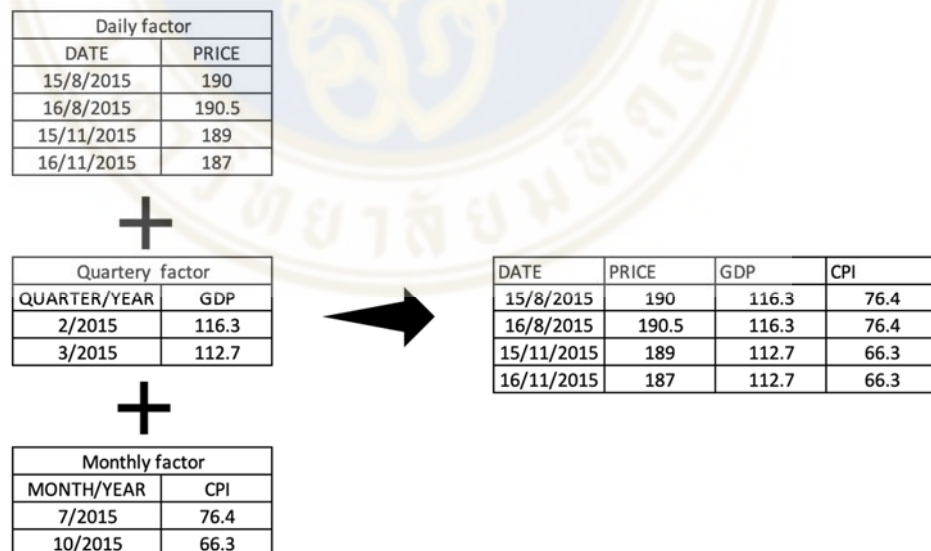 Daily factor
DATE PRICE
15/8/2015 190
16/8/2015 190.5
15/11/2015 189
16/11/2015 187
+
Quartery factor
QUARTER/YEAR GDP
2/2015 116.3
3/2015 112.7
+
Monthly factor
MONTH/YEAR CPI
7/2015 76.4
10/2015 66.3
DATE PRICE GDP CPI
15/8/2015 190 116.3 76.4
16/8/2015 190.5 116.3 76.4
15/11/2015 189 112.7 66.3
16/11/2015 187 112.7 66.3